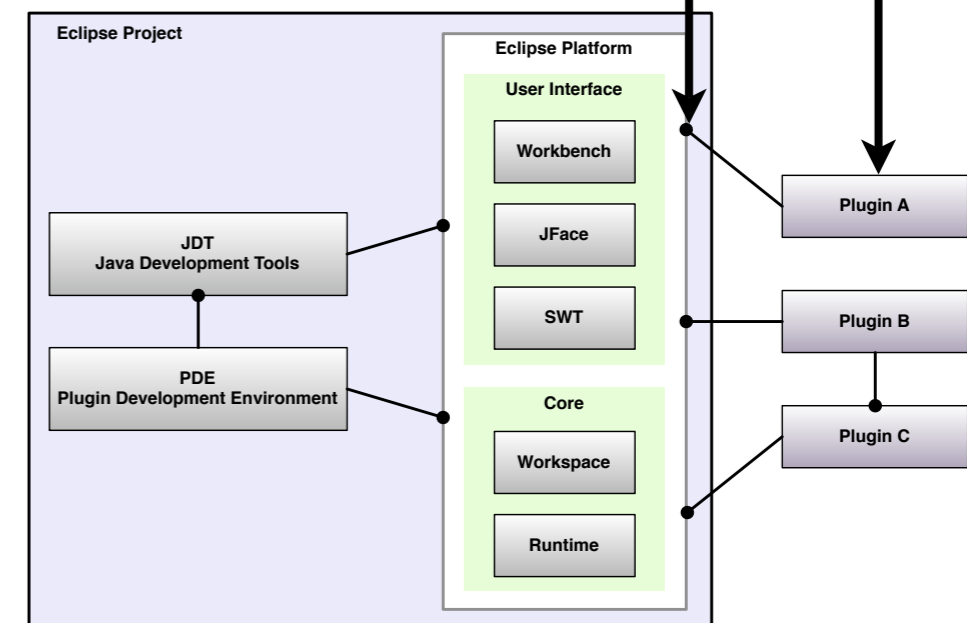 Eclipse Project
Eclipse Platform
User Interface
Workbench
JFace
SWT
Core
Workspace
Runtime
JDT
Java Development Tools
PDE
Plugin Development Environment
Plugin A
Plugin B
Plugin C